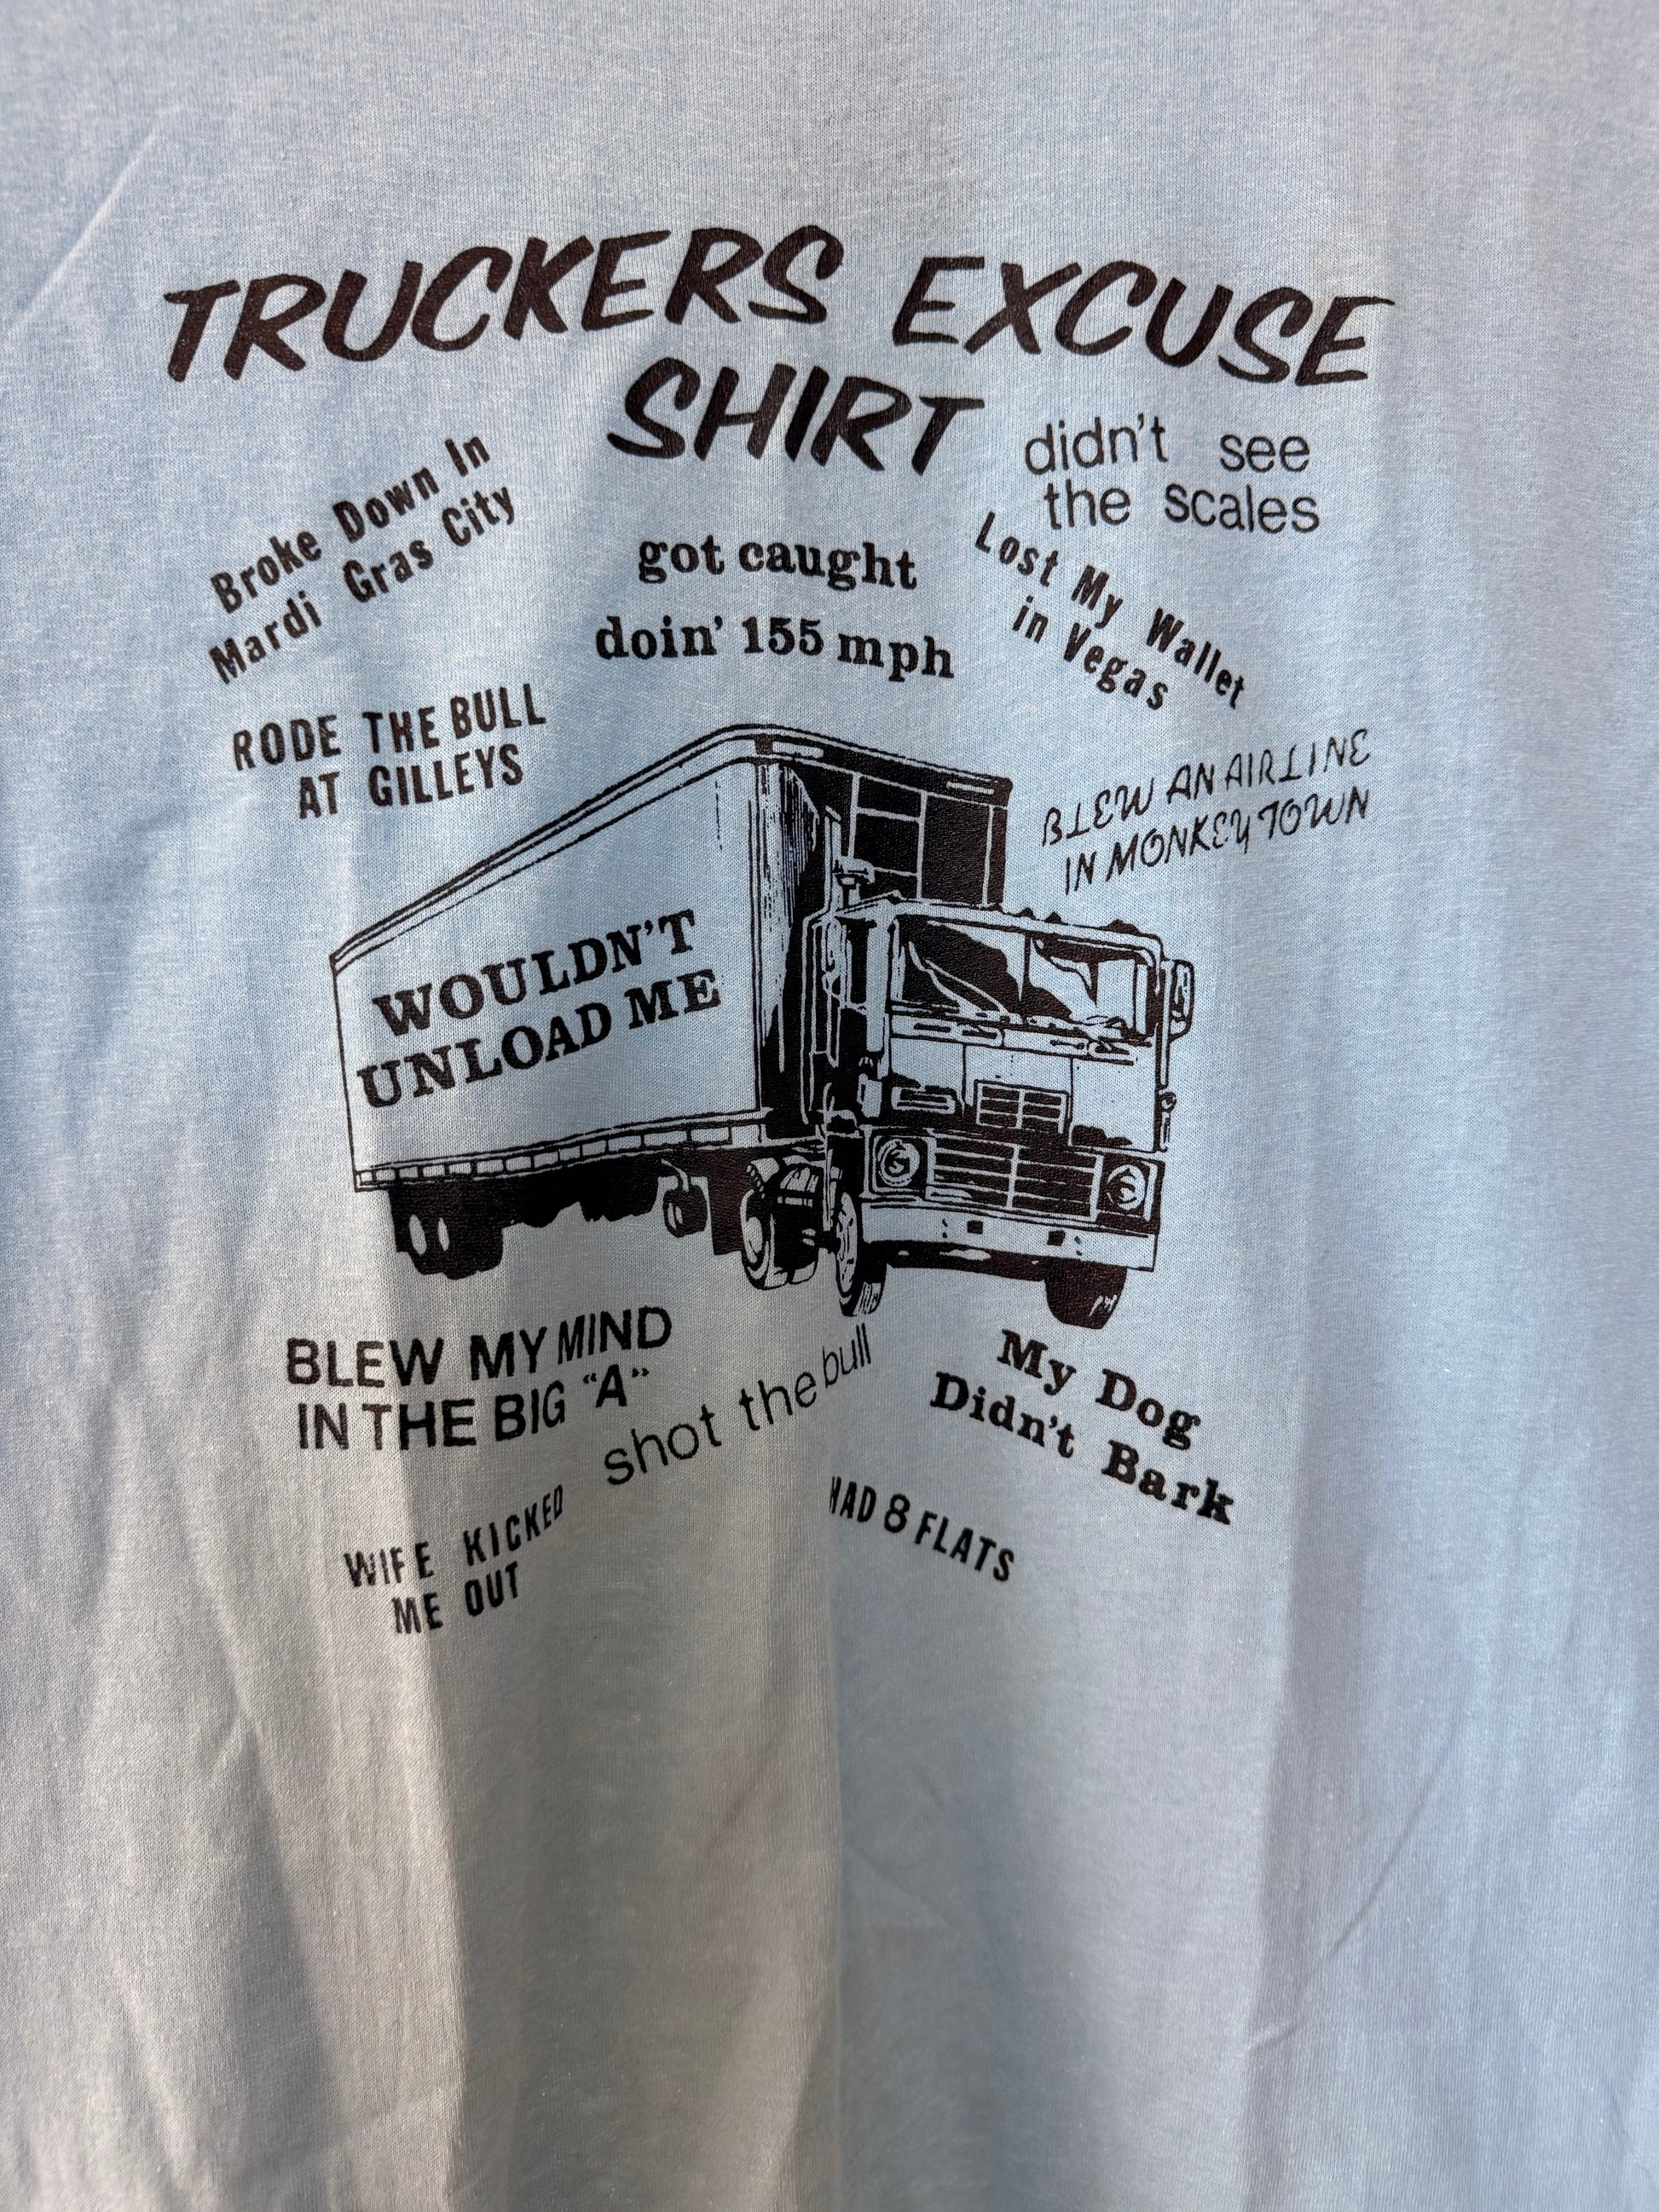 TRUCKERS EXCUSE
SHIRT
didn't see
the scales
Broke Down In
Mardi Gras City
got caught
doin' 155 mph
Lost My Wallet
in Vegas
RODE THE BULL
AT GILLEYS
BLEW AN AIRLINE
IN MONKEY TOWN
WOULDN'T
UNLOAD ME
BLEW MY MIND
IN THE BIG "A"
shot the bull
My Dog
Didn't Bark
WIFE KICKED
ME OUT
HAD 8 FLATS